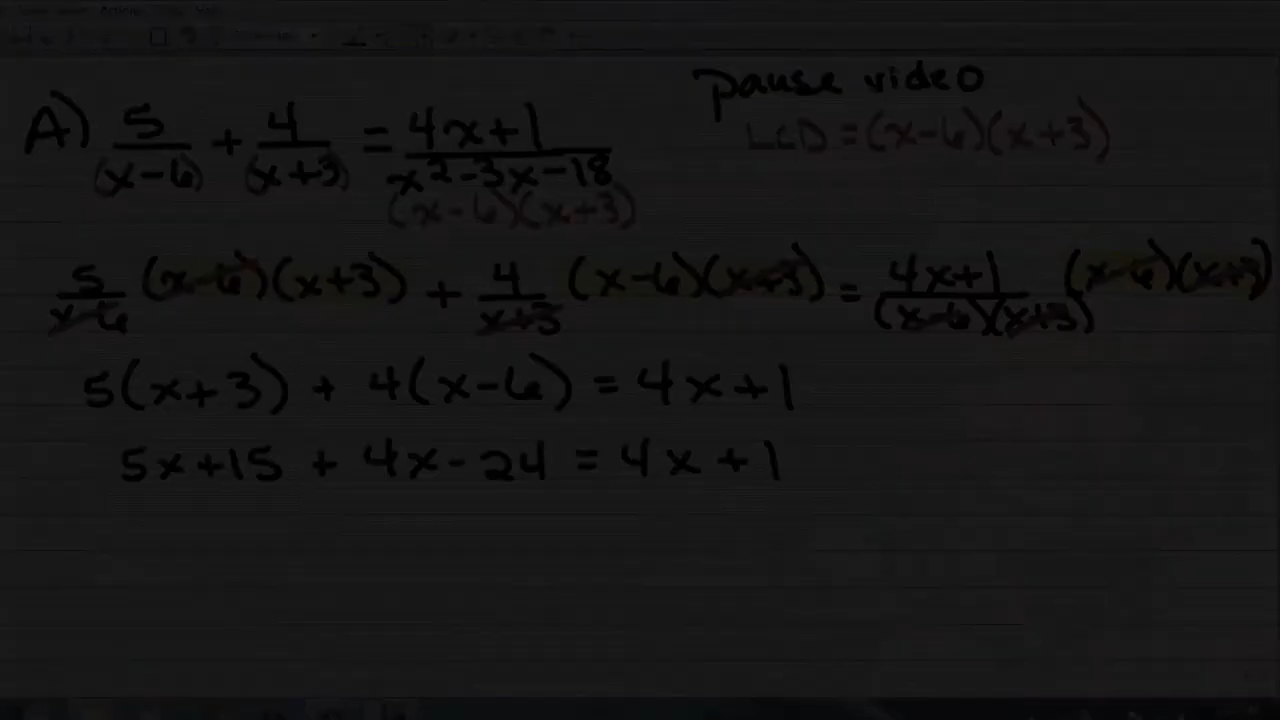 pause video
A) 5/(x-6) + 4/(x+3) = 4x+1/x²-3x-18
LCD = (x-6)(x+3)
(x-6)(x+3)
5/x-6 (x-6)(x+3) + 4/x+3 (x-6)(x+3) = 4x+1/(x-6)(x+3) (x-6)(x+3)
5(x+3) + 4(x-6) = 4x+1
5x+15 + 4x-24 = 4x+1